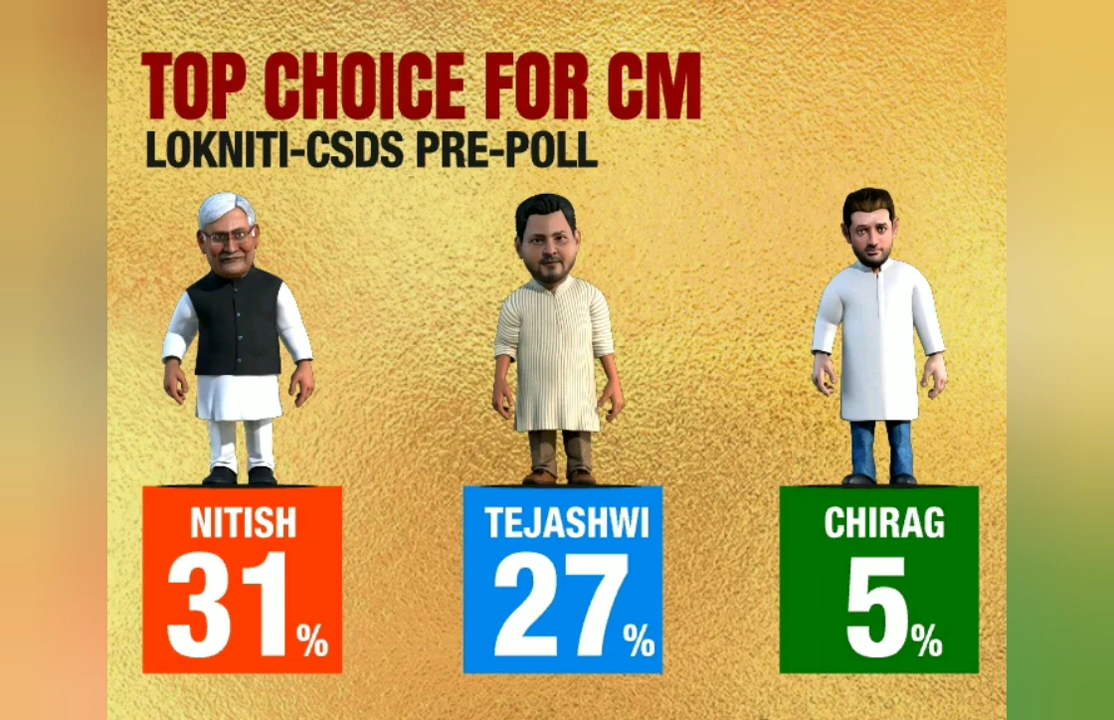 TOP CHOICE FOR CM
LOKNITI-CSDS PRE-POLL
NITISH
31%
TEJASHWI
27%
CHIRAG
5%